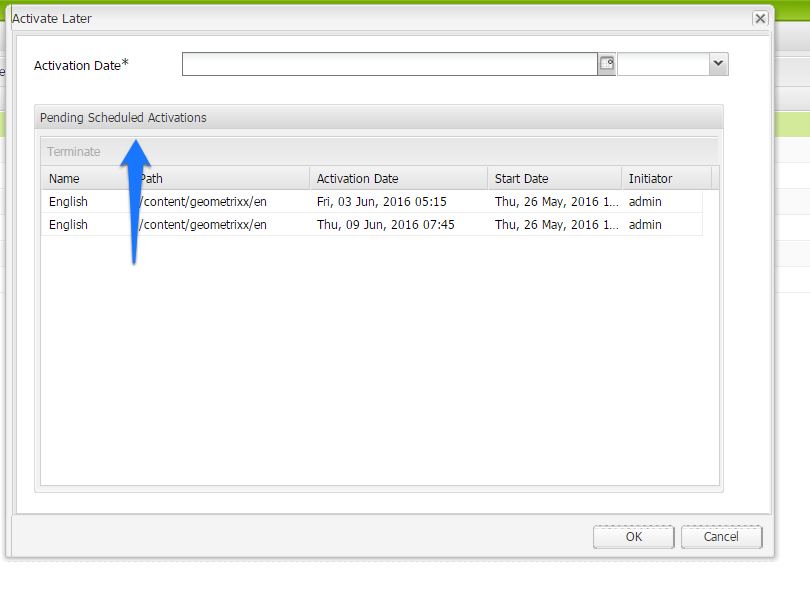 Activate Later
Activation Date*
Pending Scheduled Activations
Terminate
Name Path Activation Date Start Date Initiator
English /content/geometrixx/en Fri, 03 Jun, 2016 05:15 Thu, 26 May, 2016 1... admin
English /content/geometrixx/en Thu, 09 Jun, 2016 07:45 Thu, 26 May, 2016 1... admin
OK Cancel